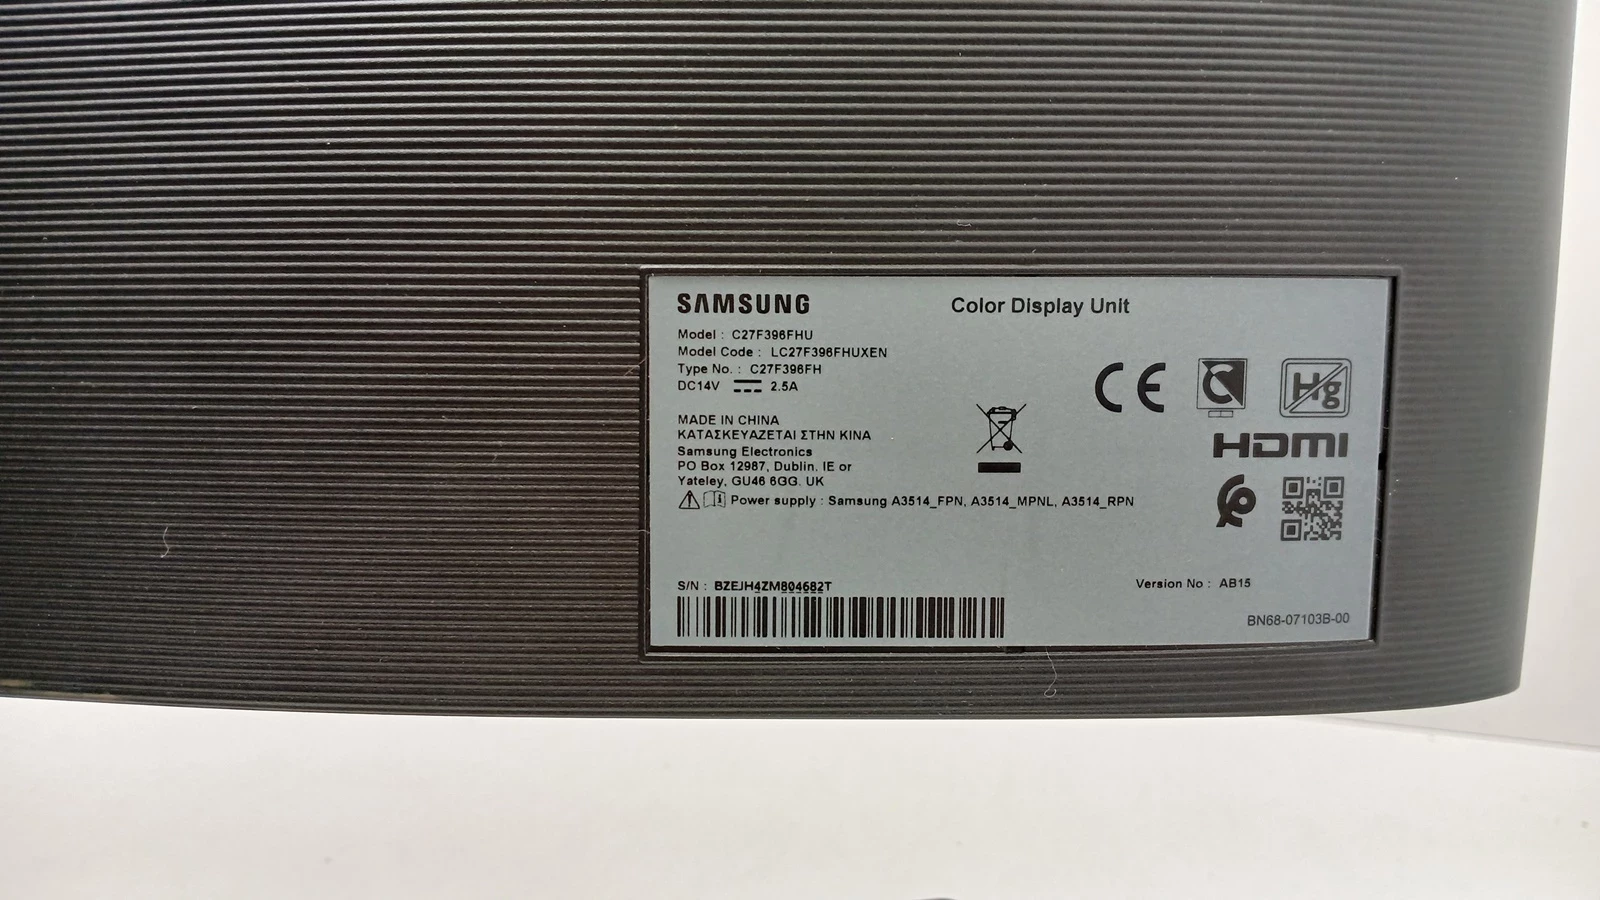 SAMSUNG
Color Display Unit
Model : C27F396FHU
Model Code : LC27F396FHUXEN
Type No. : C27F396FH
DC14V 2.5A
MADE IN CHINA
ΚΑΤΑΣΚΕΥΑΖΕΤΑΙ ΣΤΗΝ ΚΙΝΑ
Samsung Electronics
PO Box 12987, Dublin. IE or
Yateley, GU46 6GG. UK
Power supply : Samsung A3514_FPN, A3514_MPNL, A3514_RPN
CE
Hg
HDMI
S/N : BZEJH4ZM804682T
Version No : AB15
BN68-07103B-00